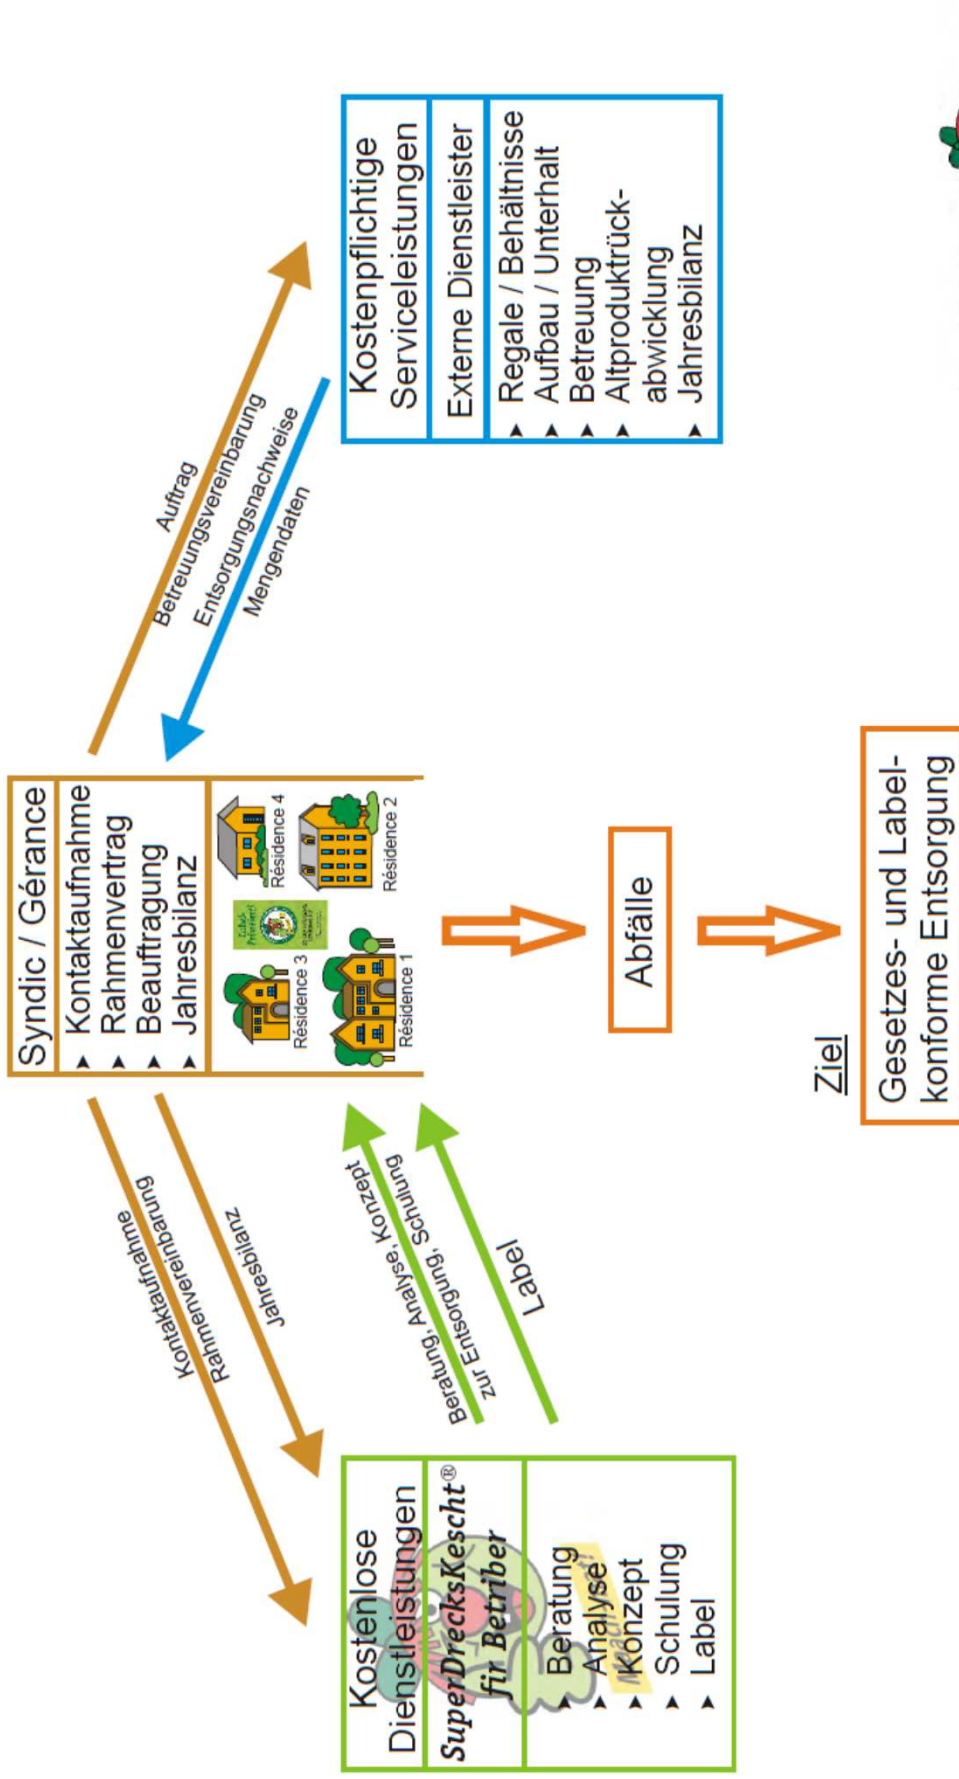 Syndic / Gérance
➤ Kontaktaufnahme
➤ Rahmenvertrag
➤ Beauftragung
➤ Jahresbilanz
Résidence 3
Résidence 4
Résidence 1
Résidence 2
Kontaktaufnahme
Rahmenvereinbarung
Jahresbilanz
Auftrag
Betreuungsvereinbarung
Entsorgungsnachweise
Mengendaten
Beratung, Analyse, Konzept
zur Entsorgung, Schulung
Label
Kostenlose
Dienstleistungen
SuperDrecksKescht®
fir Betriber
➤ Beratung
➤ Analyse
➤ Konzept
➤ Schulung
➤ Label
Kostenpflichtige
Serviceleistungen
Externe Dienstleister
➤ Regale / Behältnisse
➤ Aufbau / Unterhalt
➤ Betreuung
➤ Altproduktrück-
abwicklung
➤ Jahresbilanz
Abfälle
Ziel
Gesetzes- und Label-
konforme Entsorgung